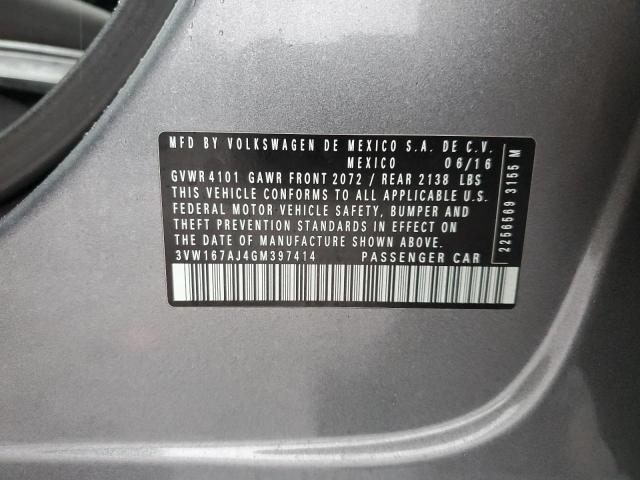 MFD BY VOLKSWAGEN DE MEXICO S.A. DE C.V.
MEXICO 06/16
GVWR 4101 GAWR FRONT 2072 / REAR 2138 LBS
THIS VEHICLE CONFORMS TO ALL APPLICABLE U.S.
FEDERAL MOTOR VEHICLE SAFETY, BUMPER AND
THEFT PREVENTION STANDARDS IN EFFECT ON
THE DATE OF MANUFACTURE SHOWN ABOVE.
3VW167AJ4GM397414 PASSENGER CAR
2256569 3155 M